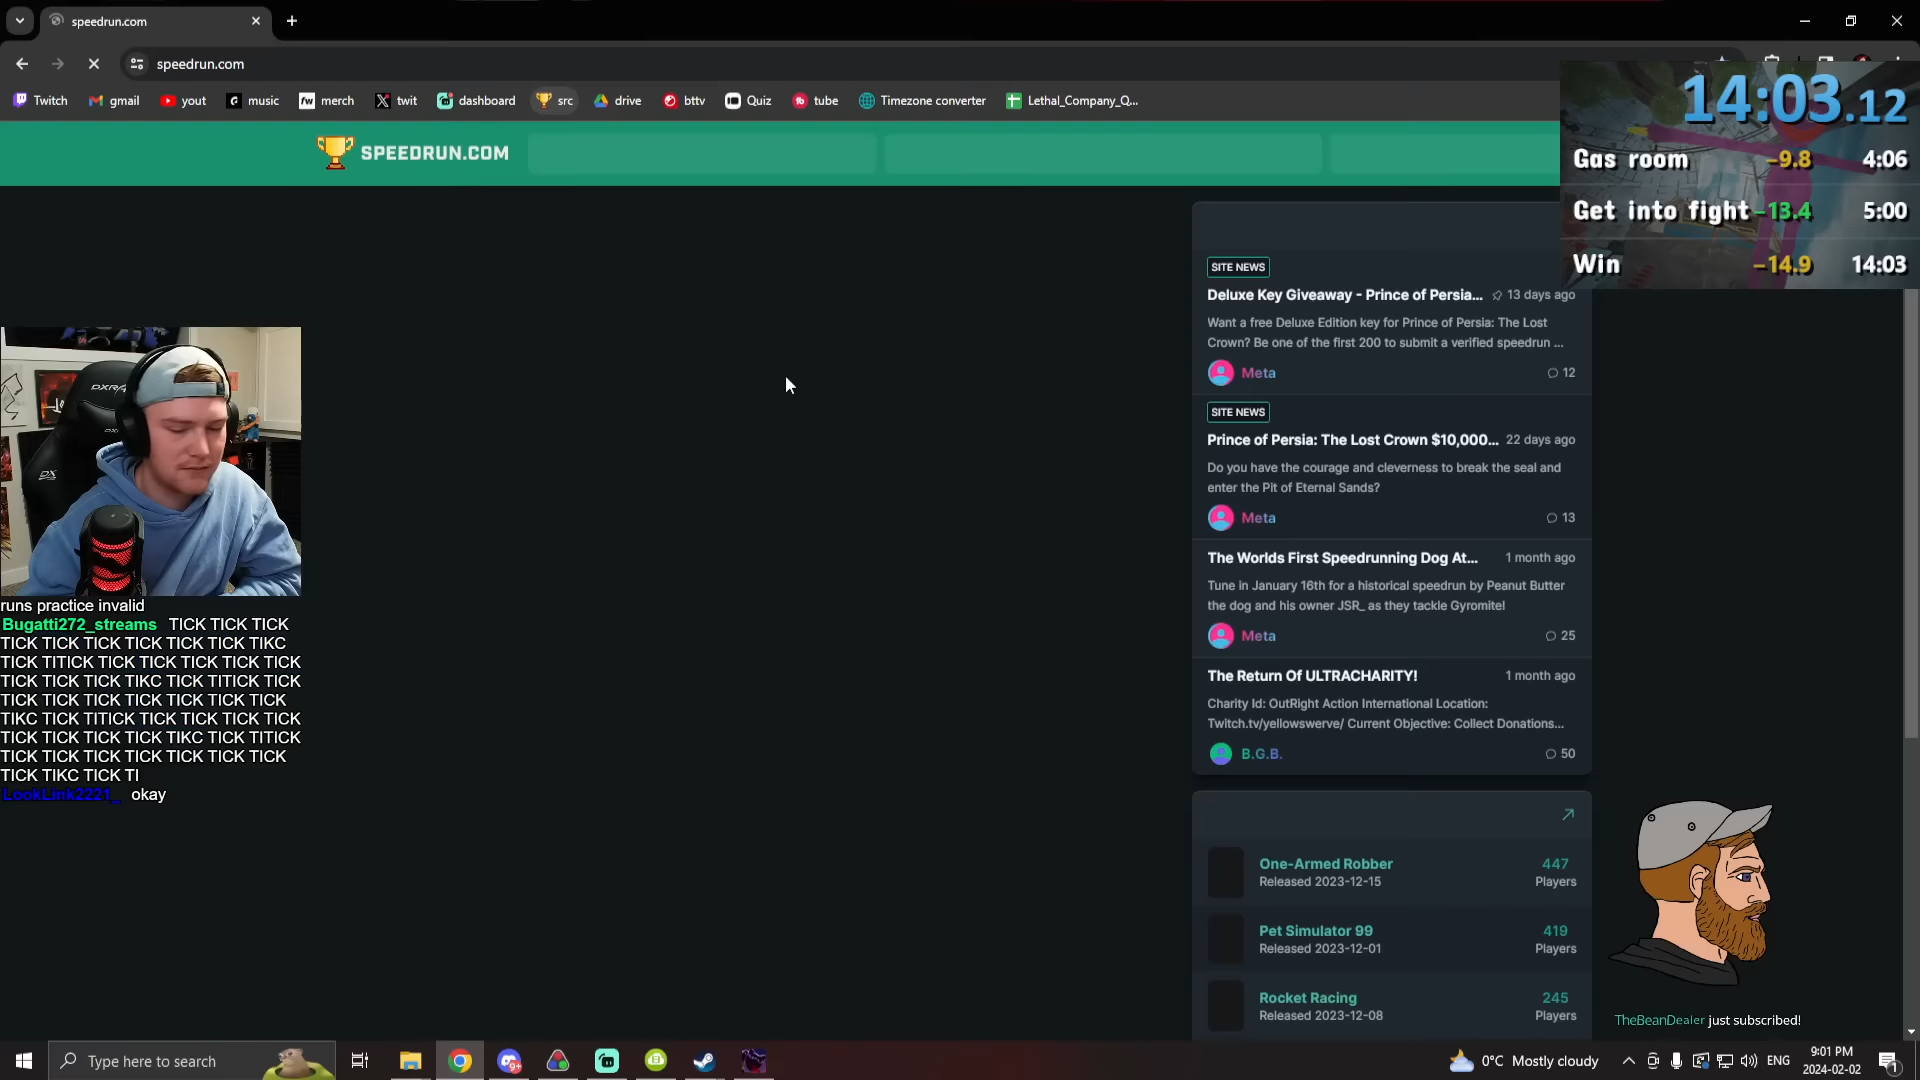 speedrun.com
speedrun.com
Twitch gmail yout music merch twit dashboard src drive bttv Quiz tube Timezone converter Lethal_Company_Q...
SPEEDRUN.COM
14:03.12
Gas room -9.8 4:06
Get into fight -13.4 5:00
Win -14.9 14:03
SITE NEWS
Deluxe Key Giveaway - Prince of Persia... 13 days ago
Want a free Deluxe Edition key for Prince of Persia: The Lost
Crown? Be one of the first 200 to submit a verified speedrun ...
Meta 12
SITE NEWS
Prince of Persia: The Lost Crown $10,000... 22 days ago
Do you have the courage and cleverness to break the seal and
enter the Pit of Eternal Sands?
Meta 13
The Worlds First Speedrunning Dog At... 1 month ago
Tune in January 16th for a historical speedrun by Peanut Butter
the dog and his owner JSR_ as they tackle Gyromite!
Meta 25
The Return Of ULTRACHARITY! 1 month ago
Charity Id: OutRight Action International Location:
Twitch.tv/yellowswerve/ Current Objective: Collect Donations...
B.G.B. 50
One-Armed Robber 447
Released 2023-12-15 Players
Pet Simulator 99 419
Released 2023-12-01 Players
Rocket Racing 245
Released 2023-12-08 Players
runs practice invalid
Bugatti272_streams TICK TICK TICK
TICK TICK TICK TICK TICK TICK TIKC
TICK TITICK TICK TICK TICK TICK TICK
TICK TICK TICK TIKC TICK TITICK TICK
TICK TICK TICK TICK TICK TICK TICK
TIKC TICK TITICK TICK TICK TICK TICK
TICK TICK TICK TICK TIKC TICK TITICK
TICK TICK TICK TICK TICK TICK TICK
TICK TIKC TICK TI
LookLink2221_ okay
TheBeanDealer just subscribed!
Type here to search
9+
0°C Mostly cloudy
ENG
9:01 PM
2024-02-02
1